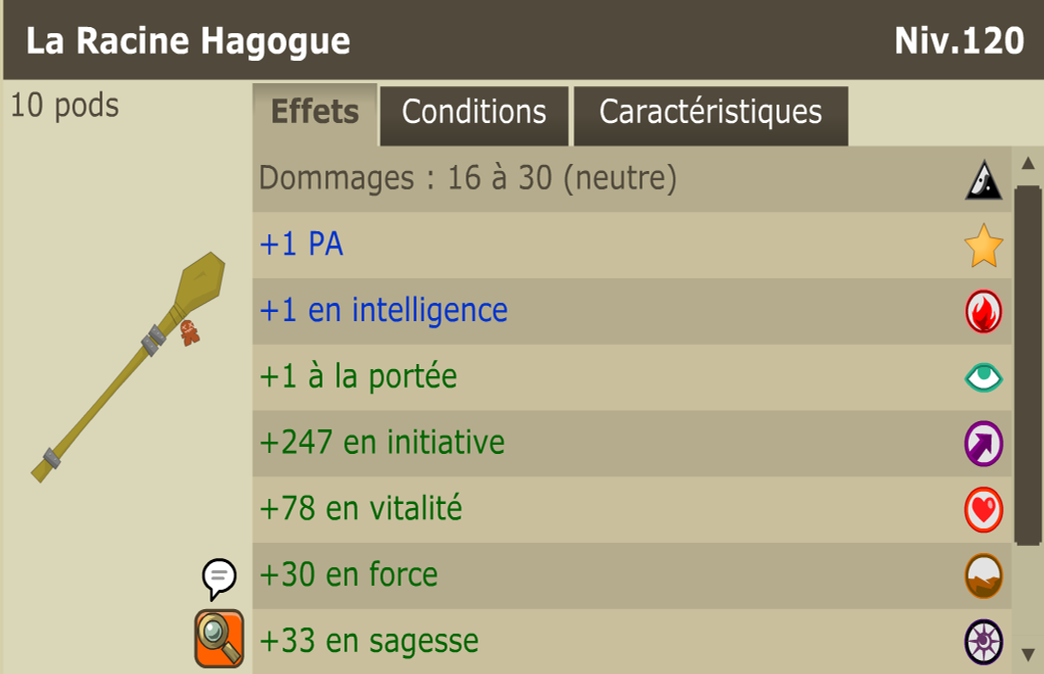 La Racine Hagogue
Niv.120
10 pods
Effets
Conditions
Caractéristiques
Dommages : 16 à 30 (neutre)
+1 PA
+1 en intelligence
+1 à la portée
+247 en initiative
+78 en vitalité
+30 en force
+33 en sagesse